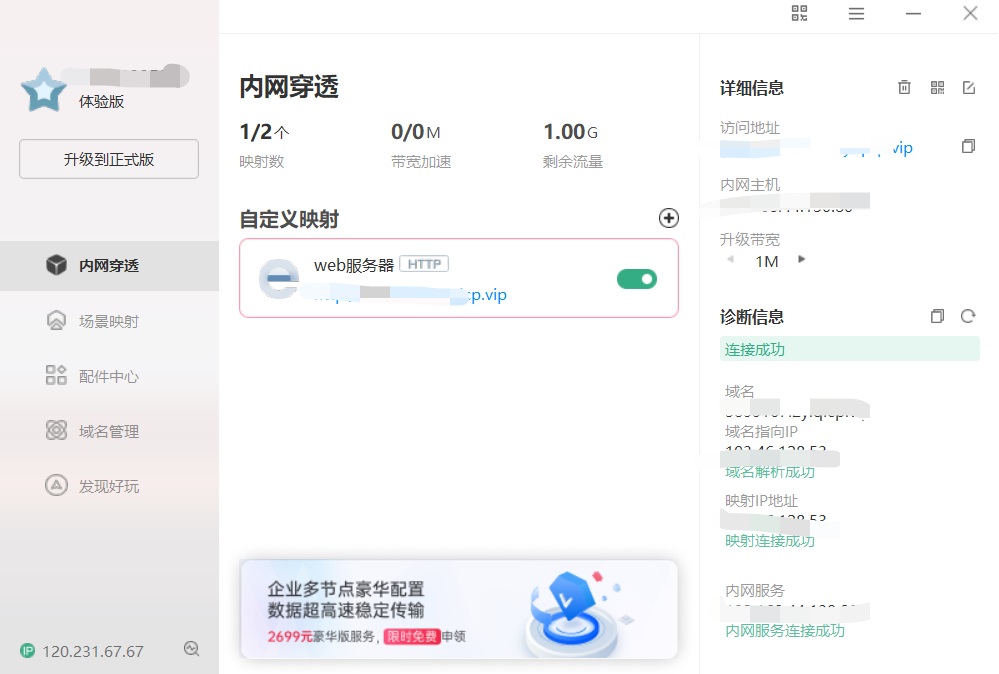 体验版
升级到正式版
内网穿透
场景映射
配件中心
域名管理
发现好玩
IP 120.231.67.67
内网穿透
1/2个
映射数
0/0M
带宽加速
1.00G
剩余流量
自定义映射
web服务器 HTTP
cp.vip
企业多节点豪华配置
数据超高速稳定传输
2699元豪华版服务，限时免费申领
详细信息
访问地址
vip
内网主机
升级带宽
1M
诊断信息
连接成功
域名
域名指向IP
域名解析成功
映射IP地址
映射连接成功
内网服务
内网服务连接成功